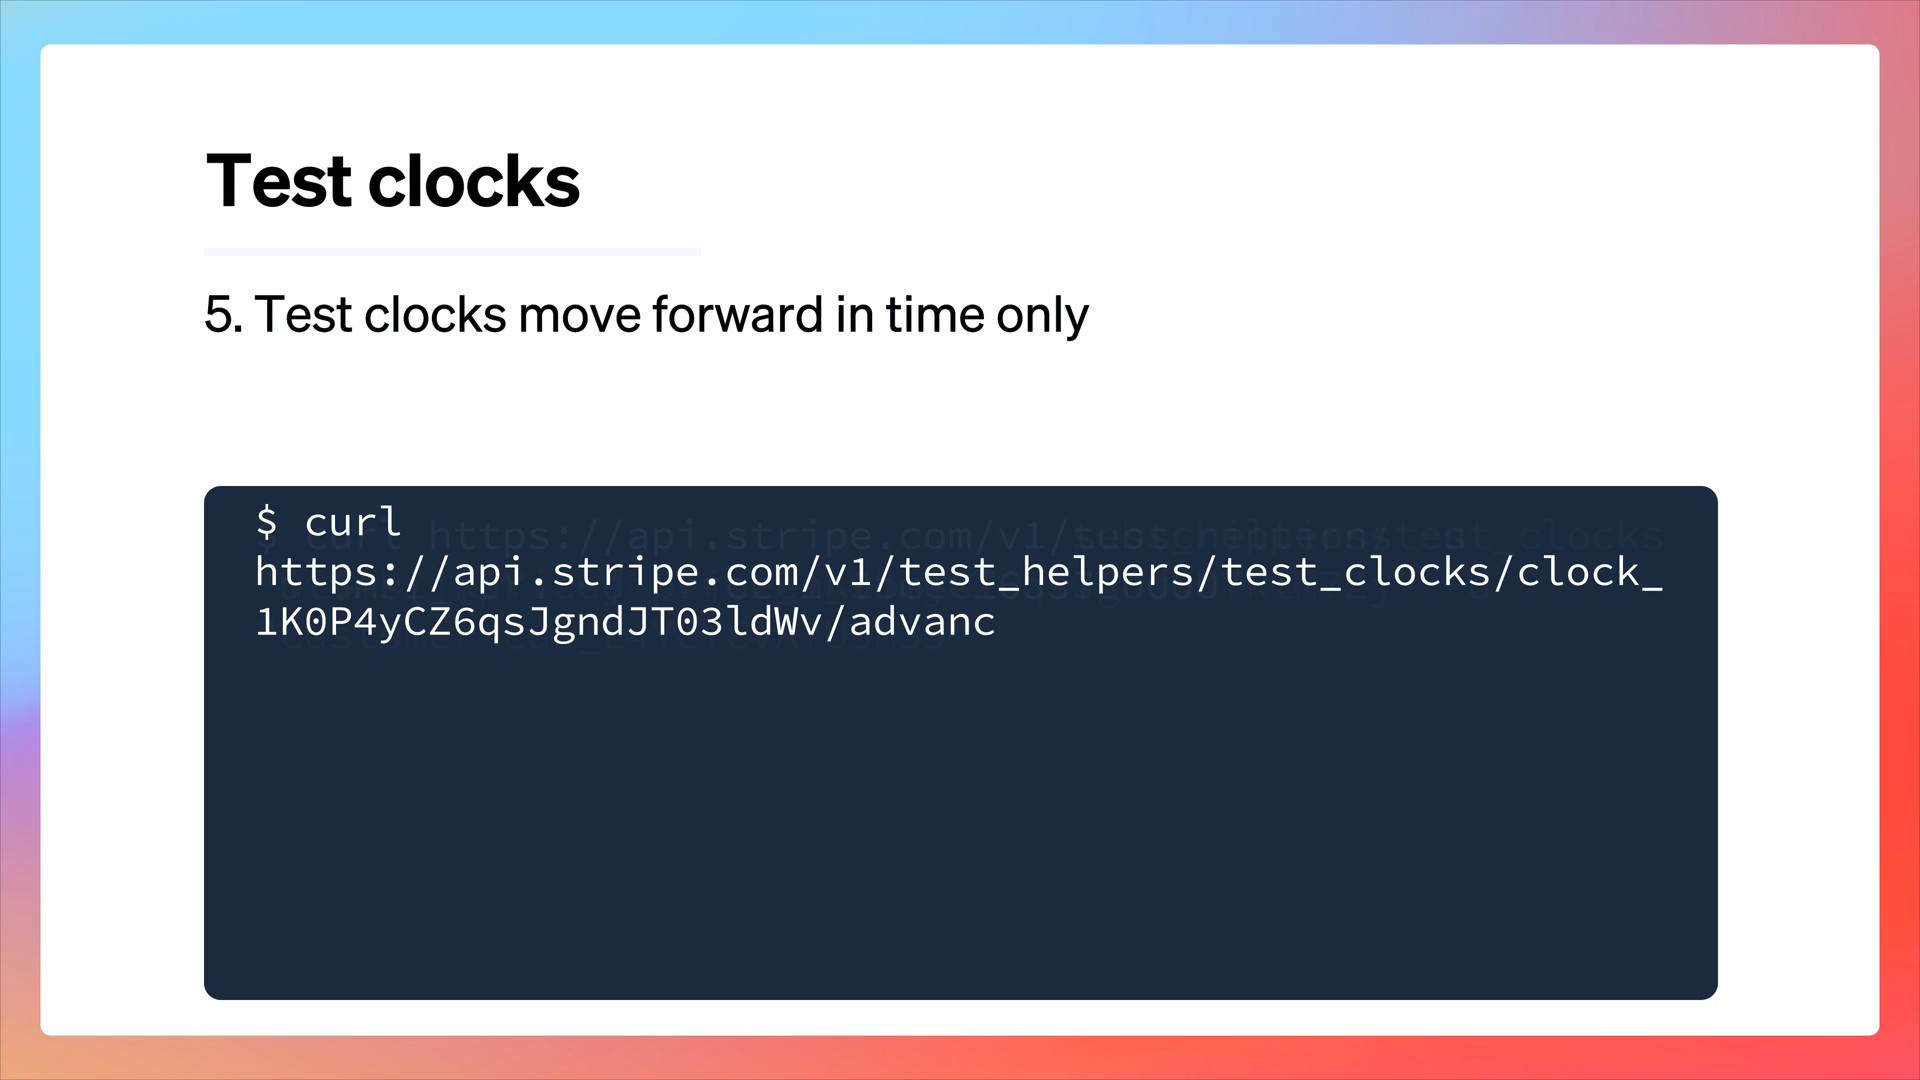 Test clocks
5. Test clocks move forward in time only
$ curl
https://api.stripe.com/v1/test_helpers/test_clocks/clock_
1K0P4yCZ6qsJgndJT03ldWv/advanc